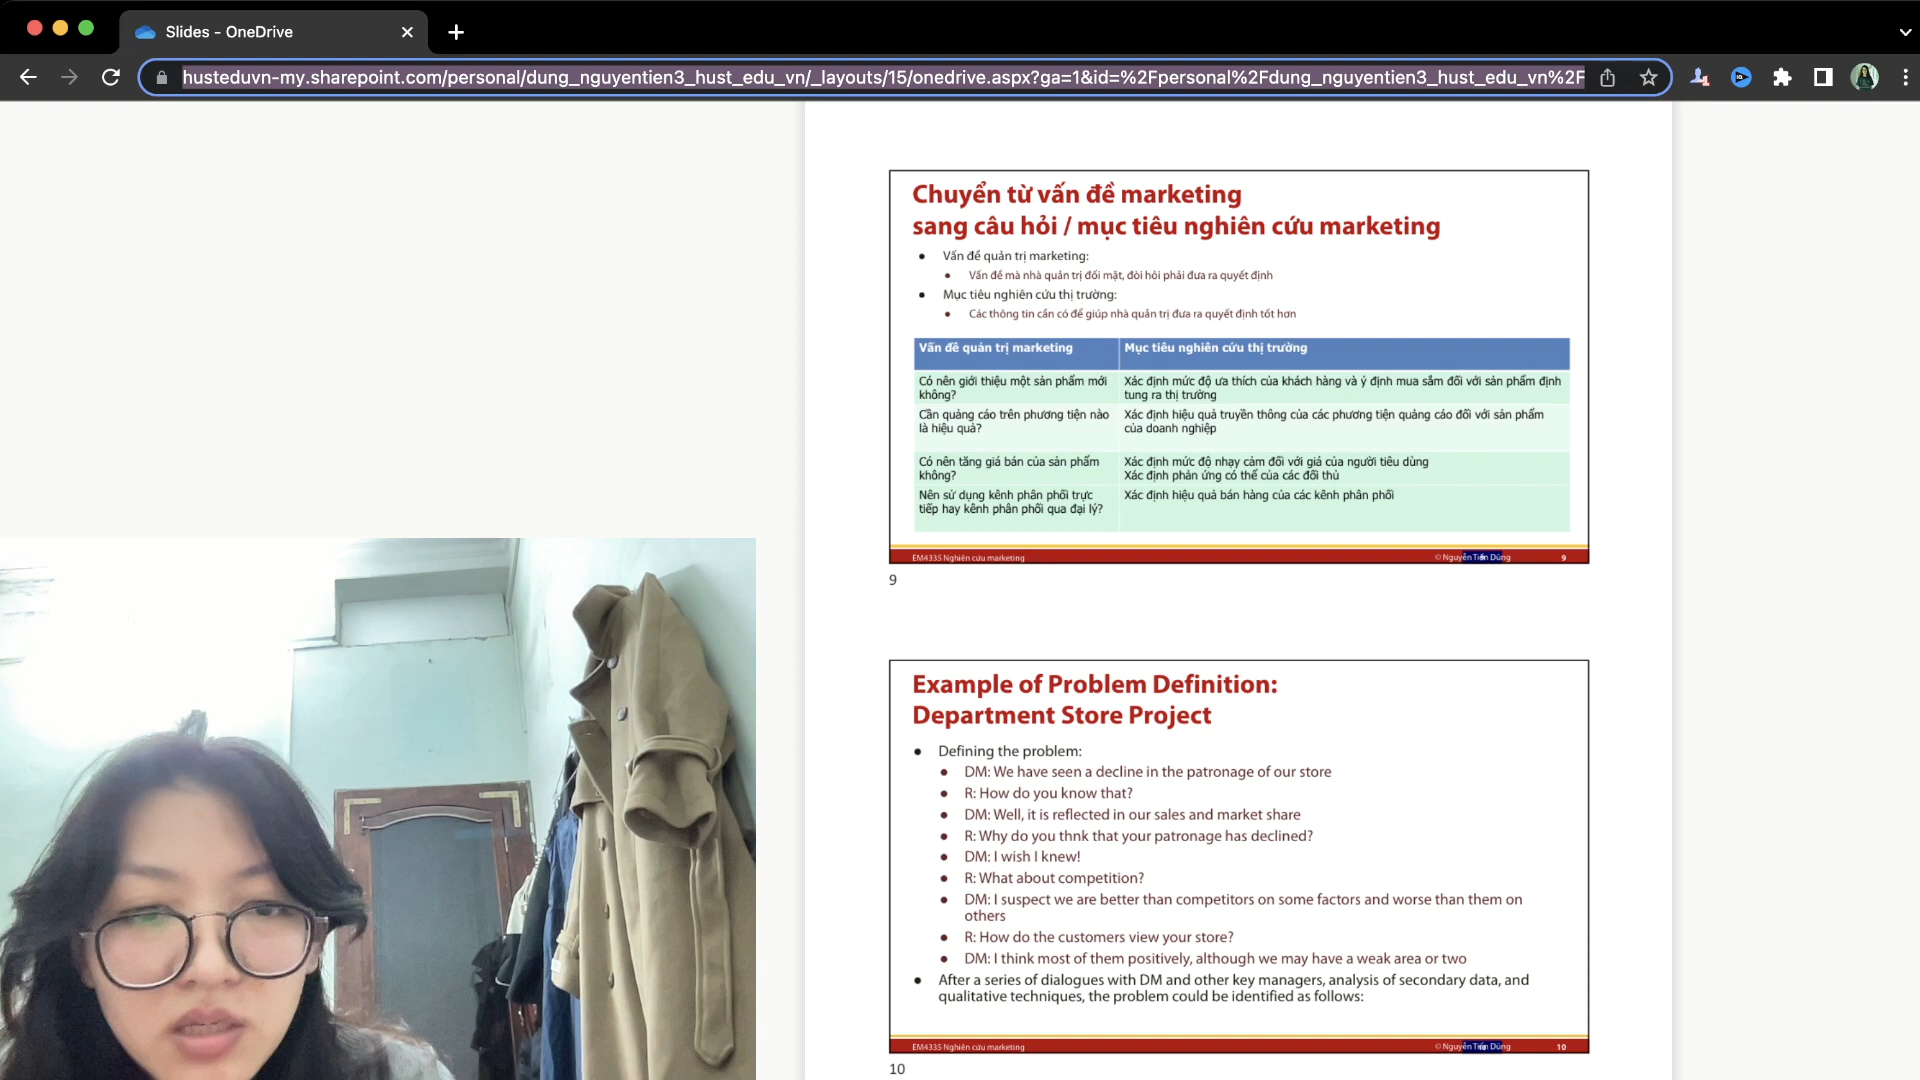 Slides - OneDrive
husteduvn-my.sharepoint.com/personal/dung_nguyentien3_hust_edu_vn/_layouts/15/onedrive.aspx?ga=1&id=%2Fpersonal%2Fdung_nguyentien3_hust_edu_vn%2F
Chuyển từ vấn đề marketing
sang câu hỏi / mục tiêu nghiên cứu marketing
Vấn đề quản trị marketing:
Vấn đề mà nhà quản trị đối mặt, đòi hỏi phải đưa ra quyết định
Mục tiêu nghiên cứu thị trường:
Các thông tin cần có để giúp nhà quản trị đưa ra quyết định tốt hơn
Vấn đề quản trị marketing
Mục tiêu nghiên cứu thị trường
Có nên giới thiệu một sản phẩm mới
không?
Xác định mức độ ưa thích của khách hàng và ý định mua sắm đối với sản phẩm định
tung ra thị trường
Cần quảng cáo trên phương tiện nào
là hiệu quả?
Xác định hiệu quả truyền thông của các phương tiện quảng cáo đối với sản phẩm
của doanh nghiệp
Có nên tăng giá bán của sản phẩm
không?
Xác định mức độ nhạy cảm đối với giá của người tiêu dùng
Xác định phản ứng có thể của các đối thủ
Nên sử dụng kênh phân phối trực
tiếp hay kênh phân phối qua đại lý?
Xác định hiệu quả bán hàng của các kênh phân phối
EM4335 Nghiên cứu marketing
© Nguyễn Tiến Dũng
9
9
Example of Problem Definition:
Department Store Project
Defining the problem:
DM: We have seen a decline in the patronage of our store
R: How do you know that?
DM: Well, it is reflected in our sales and market share
R: Why do you thnk that your patronage has declined?
DM: I wish I knew!
R: What about competition?
DM: I suspect we are better than competitors on some factors and worse than them on
others
R: How do the customers view your store?
DM: I think most of them positively, although we may have a weak area or two
After a series of dialogues with DM and other key managers, analysis of secondary data, and
qualitative techniques, the problem could be identified as follows:
EM4335 Nghiên cứu marketing
© Nguyễn Tiến Dũng
10
10